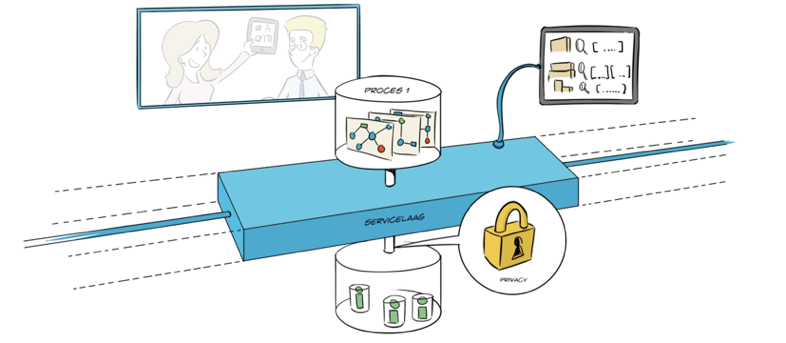 PROCES 1
[....]
[...][...]
[......]
SERVICELAAG
PRIVACY